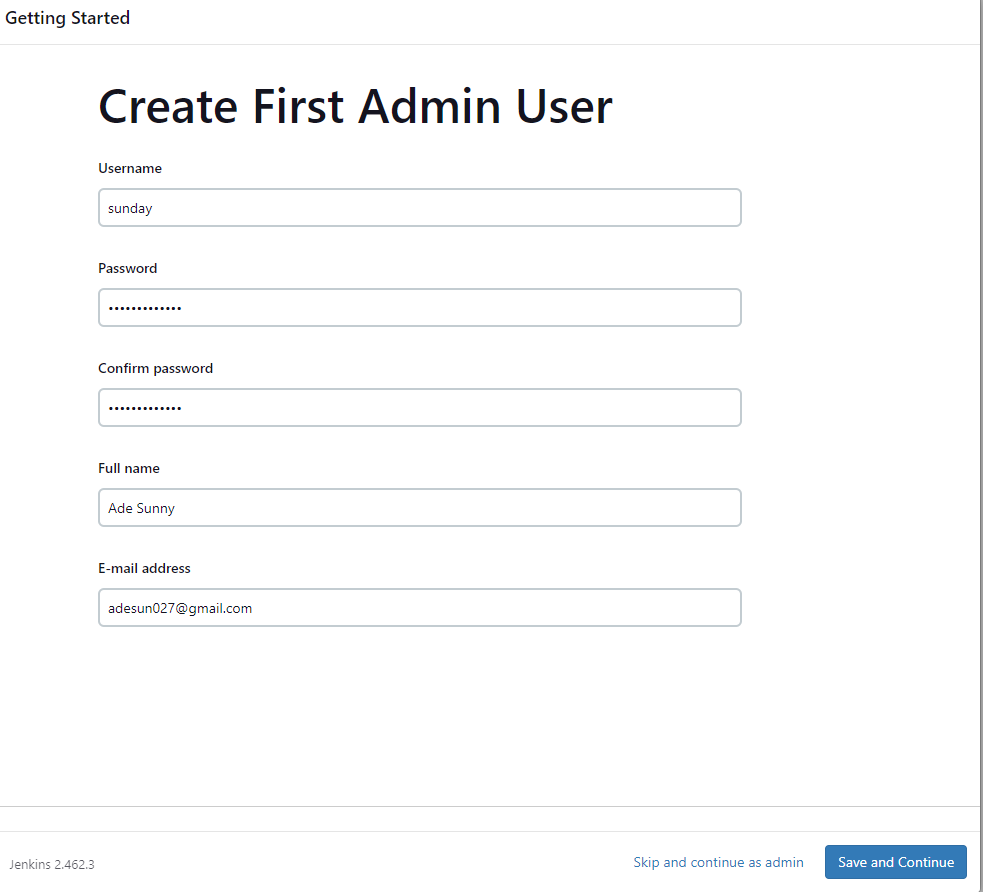 Getting Started
Create First Admin User
Username
sunday
Password
•••••••••••••
Confirm password
•••••••••••••
Full name
Ade Sunny
E-mail address
adesun027@gmail.com
Jenkins 2.462.3
Skip and continue as admin
Save and Continue